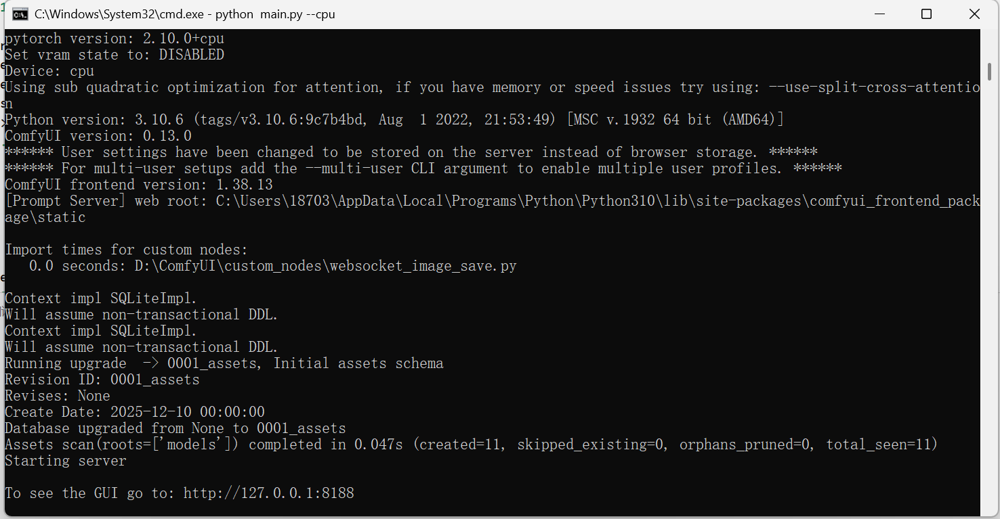 C:\Windows\System32\cmd.exe - python  main.py --cpu
pytorch version: 2.10.0+cpu
Set vram state to: DISABLED
Device: cpu
Using sub quadratic optimization for attention, if you have memory or speed issues try using: --use-split-cross-attentio
n
Python version: 3.10.6 (tags/v3.10.6:9c7b4bd, Aug  1 2022, 21:53:49) [MSC v.1932 64 bit (AMD64)]
ComfyUI version: 0.13.0
****** User settings have been changed to be stored on the server instead of browser storage. ******
****** For multi-user setups add the --multi-user CLI argument to enable multiple user profiles. ******
ComfyUI frontend version: 1.38.13
[Prompt Server] web root: C:\Users\18703\AppData\Local\Programs\Python\Python310\lib\site-packages\comfyui_frontend_pack
age\static
Import times for custom nodes:
   0.0 seconds: D:\ComfyUI\custom_nodes\websocket_image_save.py
Context impl SQLiteImpl.
Will assume non-transactional DDL.
Context impl SQLiteImpl.
Will assume non-transactional DDL.
Running upgrade  -> 0001_assets, Initial assets schema
Revision ID: 0001_assets
Revises: None
Create Date: 2025-12-10 00:00:00
Database upgraded from None to 0001_assets
Assets scan(roots=['models']) completed in 0.047s (created=11, skipped_existing=0, orphans_pruned=0, total_seen=11)
Starting server
To see the GUI go to: http://127.0.0.1:8188